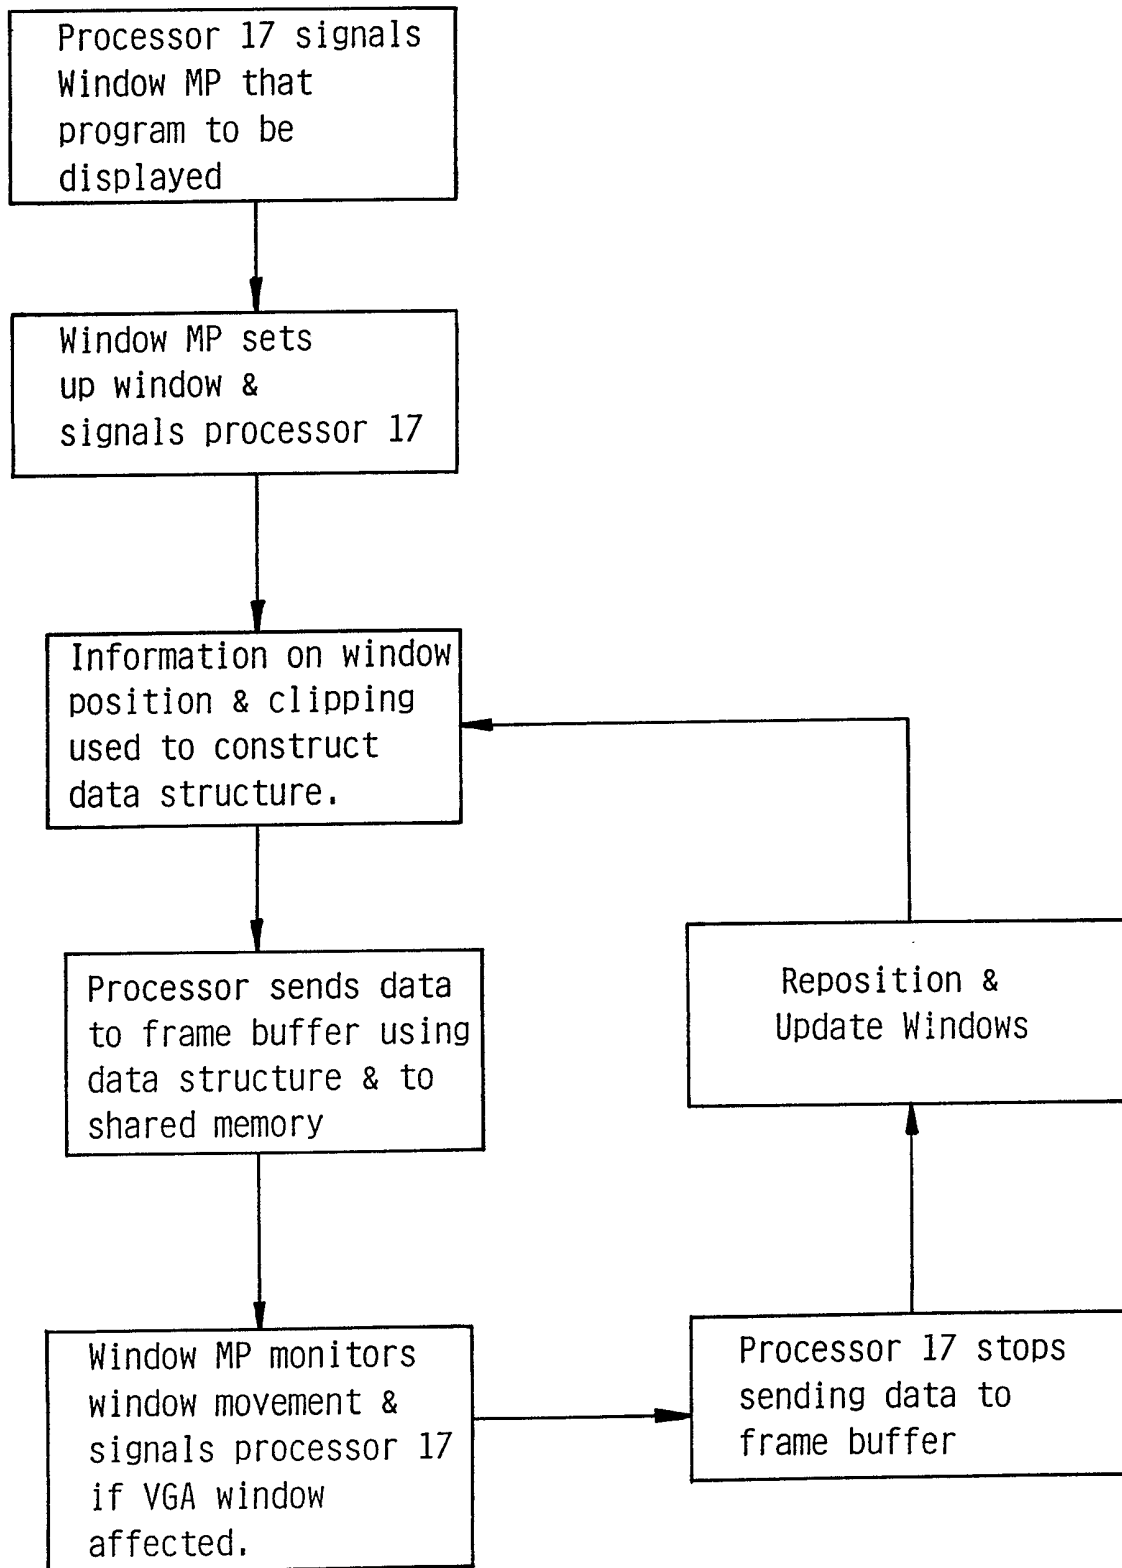 Processor 17 signals
Window MP that
program to be
displayed
Window MP sets
up window &
signals processor 17
Information on window
position & clipping
used to construct
data structure.
Processor sends data
to frame buffer using
data structure & to
shared memory
Window MP monitors
window movement &
signals processor 17
if VGA window
affected.
Processor 17 stops
sending data to
frame buffer
Reposition &
Update Windows